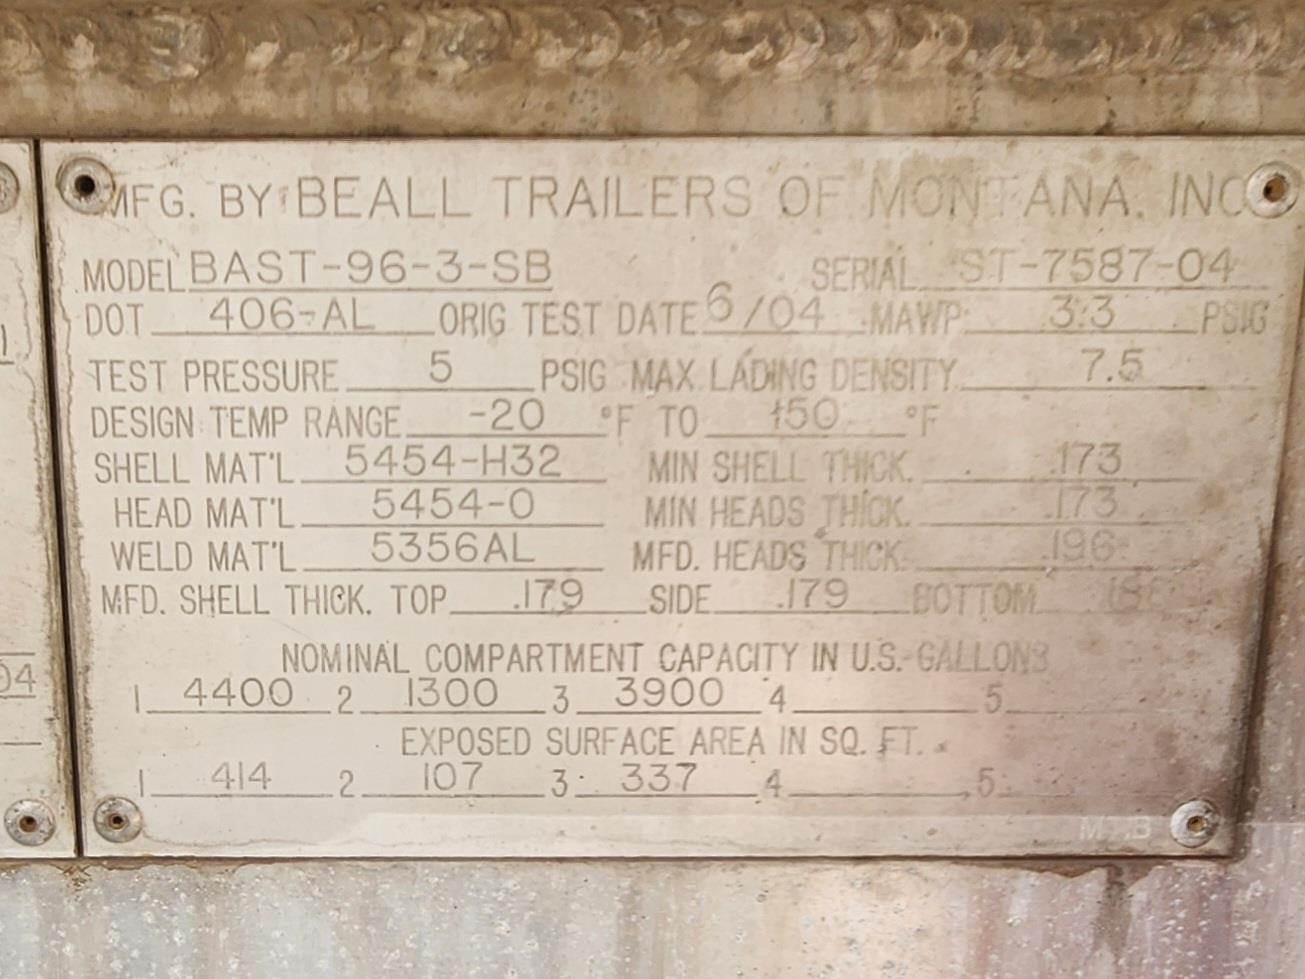 MFG. BY BEALL TRAILERS OF MONTANA, INC
MODEL BAST-96-3-SB SERIAL ST-7587-04
DOT 406-AL ORIG TEST DATE 6/04 MAWP 3.3 PSIG
TEST PRESSURE 5 PSIG MAX. LADING DENSITY 7.5
DESIGN TEMP RANGE -20 °F TO 150 °F
SHELL MAT'L 5454-H32 MIN SHELL THICK. .173
HEAD MAT'L 5454-O MIN HEADS THICK. .173
WELD MAT'L 5356AL MFD. HEADS THICK. .196
MFD. SHELL THICK. TOP .179 SIDE .179 BOTTOM
NOMINAL COMPARTMENT CAPACITY IN U.S. GALLONS
1 4400 2 1300 3 3900 4 5
EXPOSED SURFACE AREA IN SQ. FT.
1 414 2 107 3 337 4 5
04